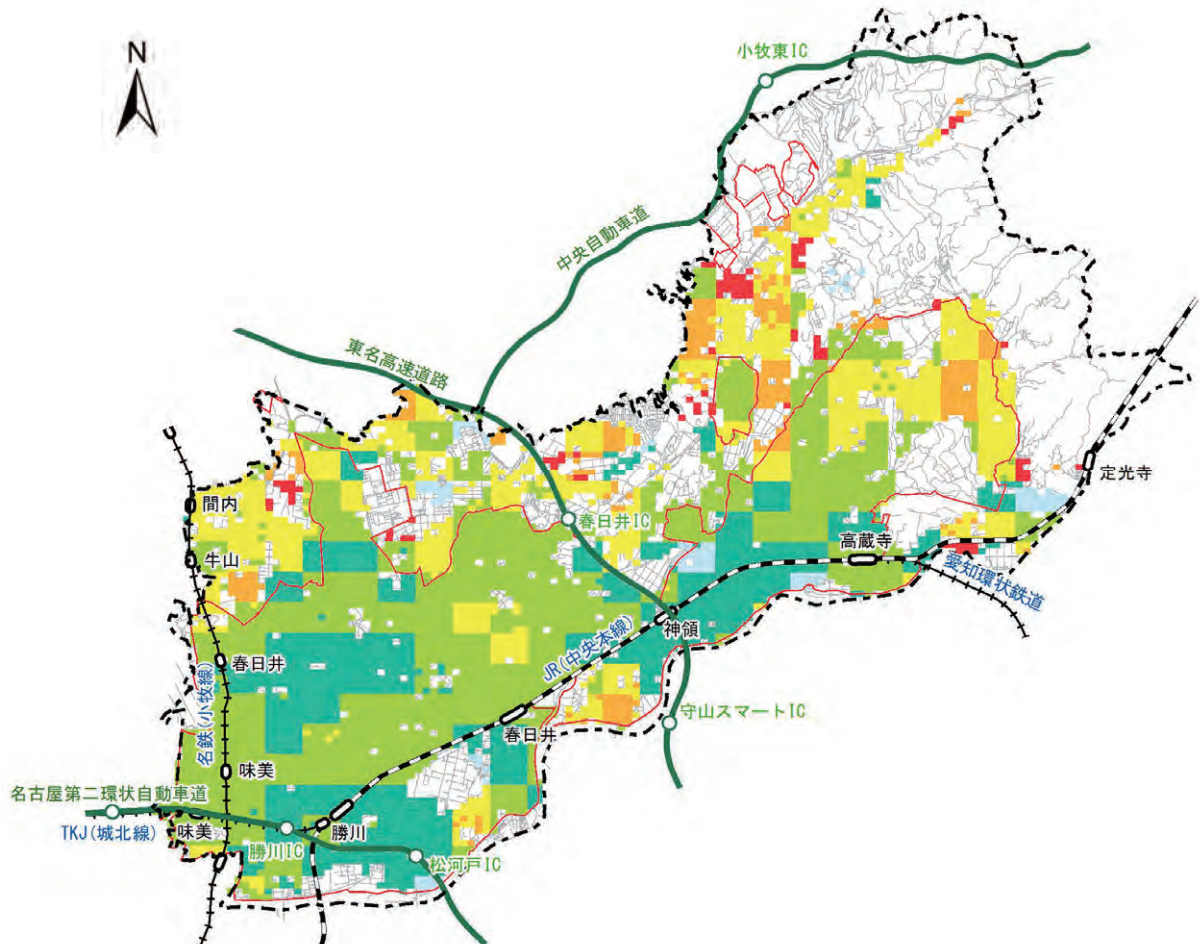 N
小牧東IC
中央自動車道
東名高速道路
定光寺
間内
春日井IC
高蔵寺
牛山
愛知環状鉄道
神領
JR(中央本線)
春日井
名鉄(小牧線)
守山スマートIC
春日井
味美
名古屋第二環状自動車道
TKJ(城北線)
味美
勝川
勝川IC
松河戸IC